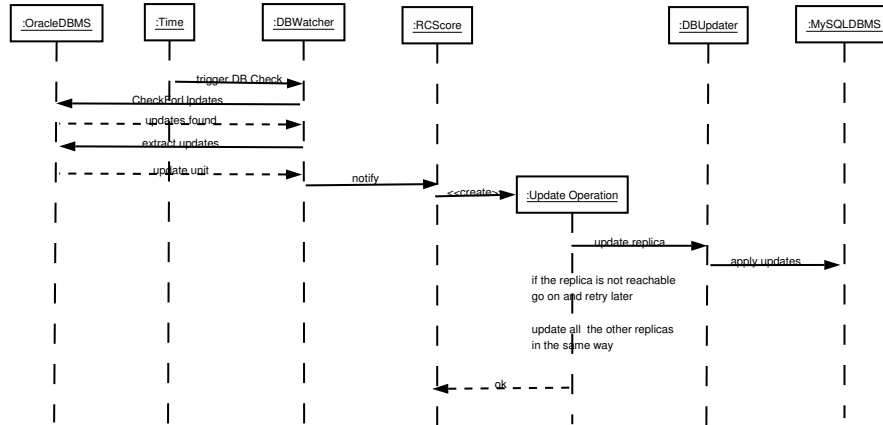 :OracleDBMS
:Time
:DBWatcher
:RCScore
:DBUpdater
:MySQLDBMS
trigger DB Check
CheckForUpdates
updates found
extract updates
update unit
notify
<<create>
:Update Operation
update replica
apply updates
if the replica is not reachable
go on and retry later
update all the other replicas
in the same way
ok